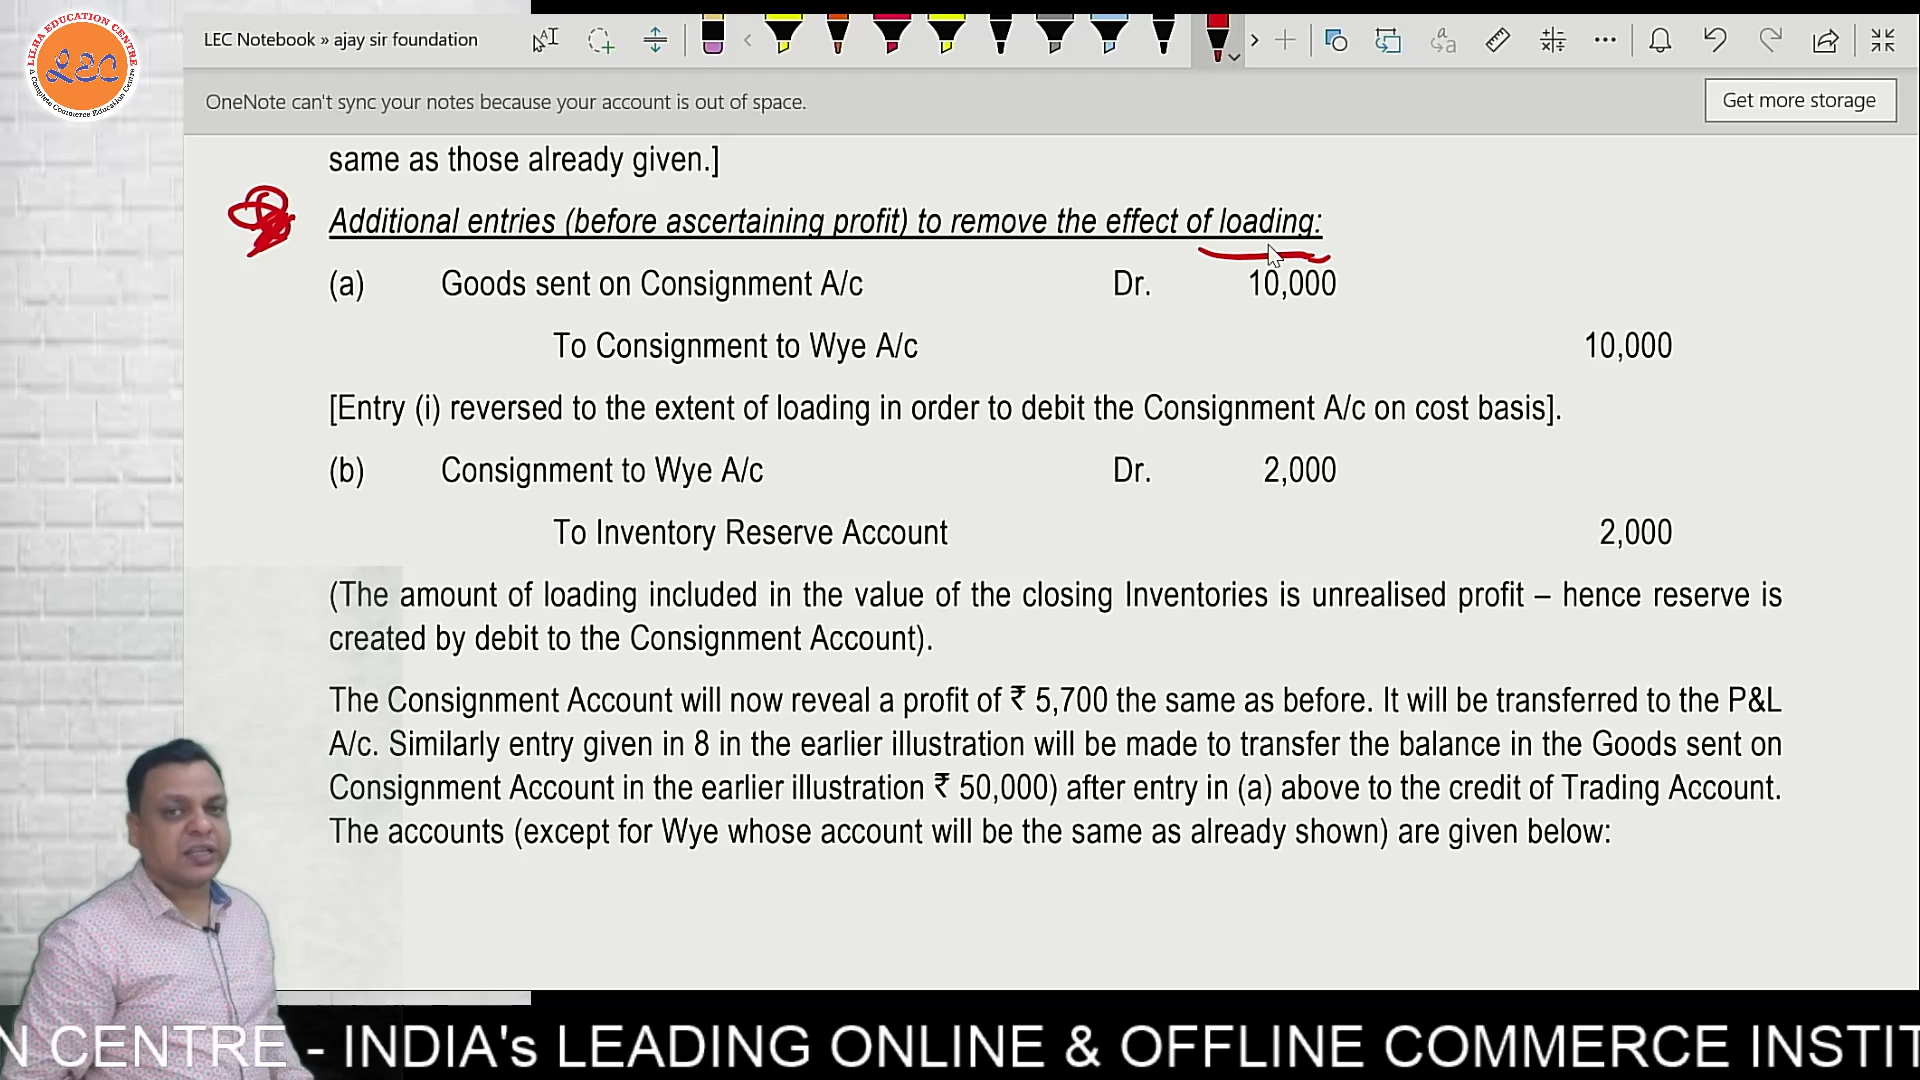 LILHA EDUCATION CENTRE
LEC
A Complete Commerce Education Centre
LEC Notebook » ajay sir foundation
OneNote can't sync your notes because your account is out of space.
Get more storage
same as those already given.]
Additional entries (before ascertaining profit) to remove the effect of loading:
(a) Goods sent on Consignment A/c Dr. 10,000
To Consignment to Wye A/c 10,000
[Entry (i) reversed to the extent of loading in order to debit the Consignment A/c on cost basis].
(b) Consignment to Wye A/c Dr. 2,000
To Inventory Reserve Account 2,000
(The amount of loading included in the value of the closing Inventories is unrealised profit – hence reserve is
created by debit to the Consignment Account).
The Consignment Account will now reveal a profit of ₹ 5,700 the same as before. It will be transferred to the P&L
A/c. Similarly entry given in 8 in the earlier illustration will be made to transfer the balance in the Goods sent on
Consignment Account in the earlier illustration ₹ 50,000) after entry in (a) above to the credit of Trading Account.
The accounts (except for Wye whose account will be the same as already shown) are given below:
N CENTRE - INDIA's LEADING ONLINE & OFFLINE COMMERCE INSTIT